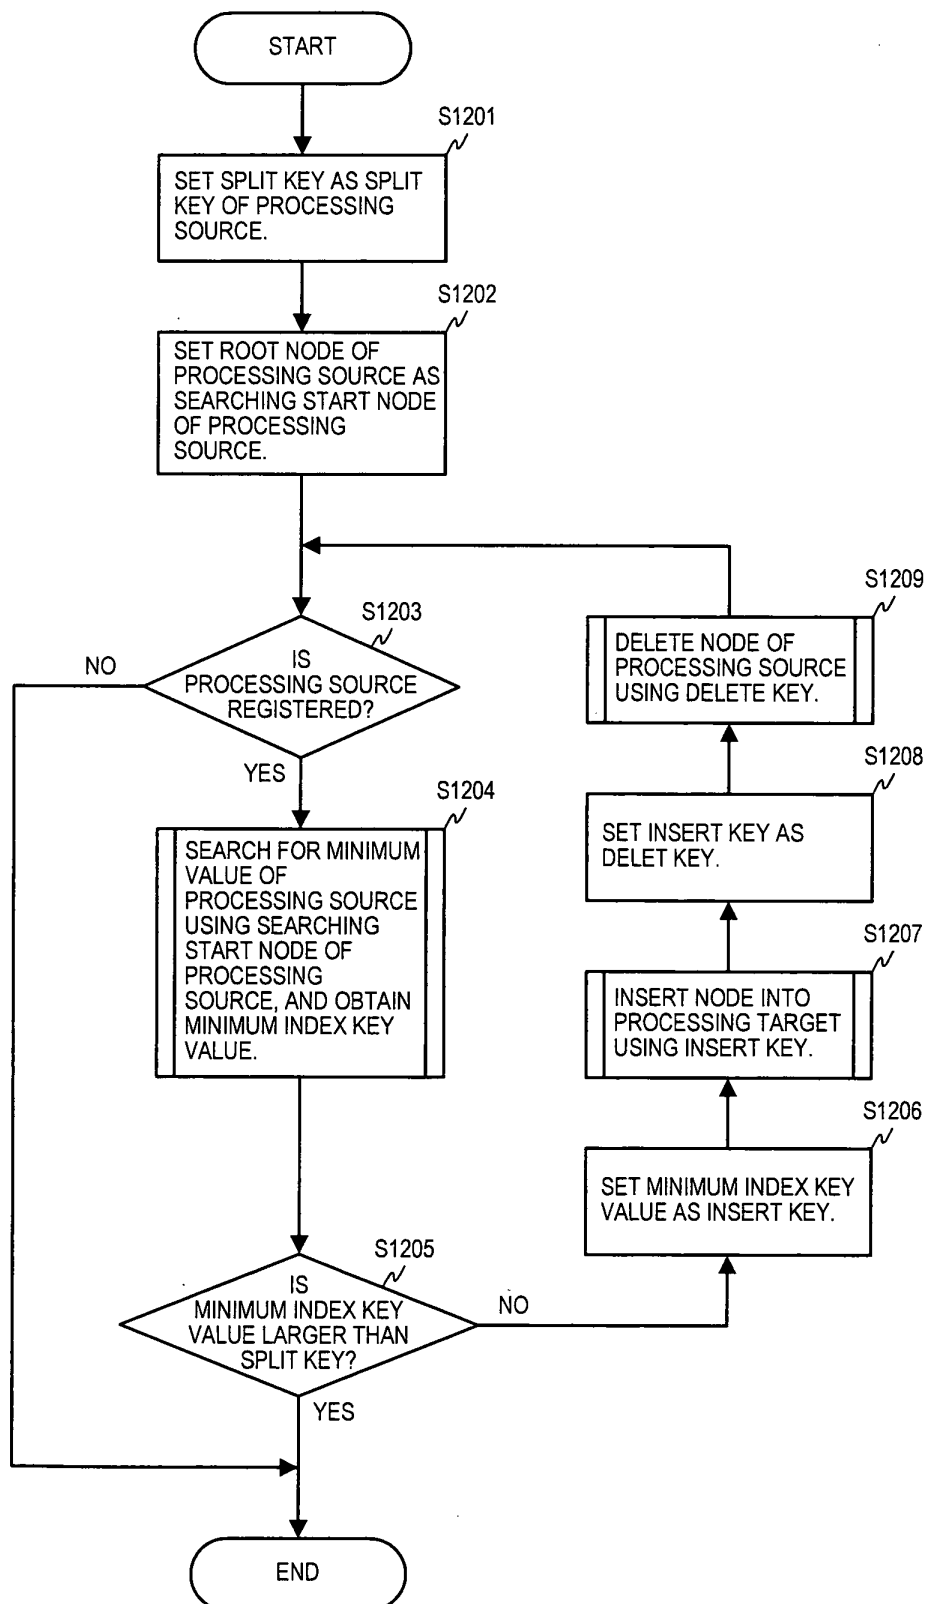 START
S1201
SET SPLIT KEY AS SPLIT
KEY OF PROCESSING
SOURCE.
S1202
SET ROOT NODE OF
PROCESSING SOURCE AS
SEARCHING START NODE
OF PROCESSING
SOURCE.
S1203
IS
PROCESSING SOURCE
REGISTERED?
NO
YES
S1204
SEARCH FOR MINIMUM
VALUE OF
PROCESSING SOURCE
USING SEARCHING
START NODE OF
PROCESSING
SOURCE, AND OBTAIN
MINIMUM INDEX KEY
VALUE.
S1205
IS
MINIMUM INDEX KEY
VALUE LARGER THAN
SPLIT KEY?
NO
YES
S1206
SET MINIMUM INDEX KEY
VALUE AS INSERT KEY.
S1207
INSERT NODE INTO
PROCESSING TARGET
USING INSERT KEY.
S1208
SET INSERT KEY AS
DELET KEY.
S1209
DELETE NODE OF
PROCESSING SOURCE
USING DELETE KEY.
END